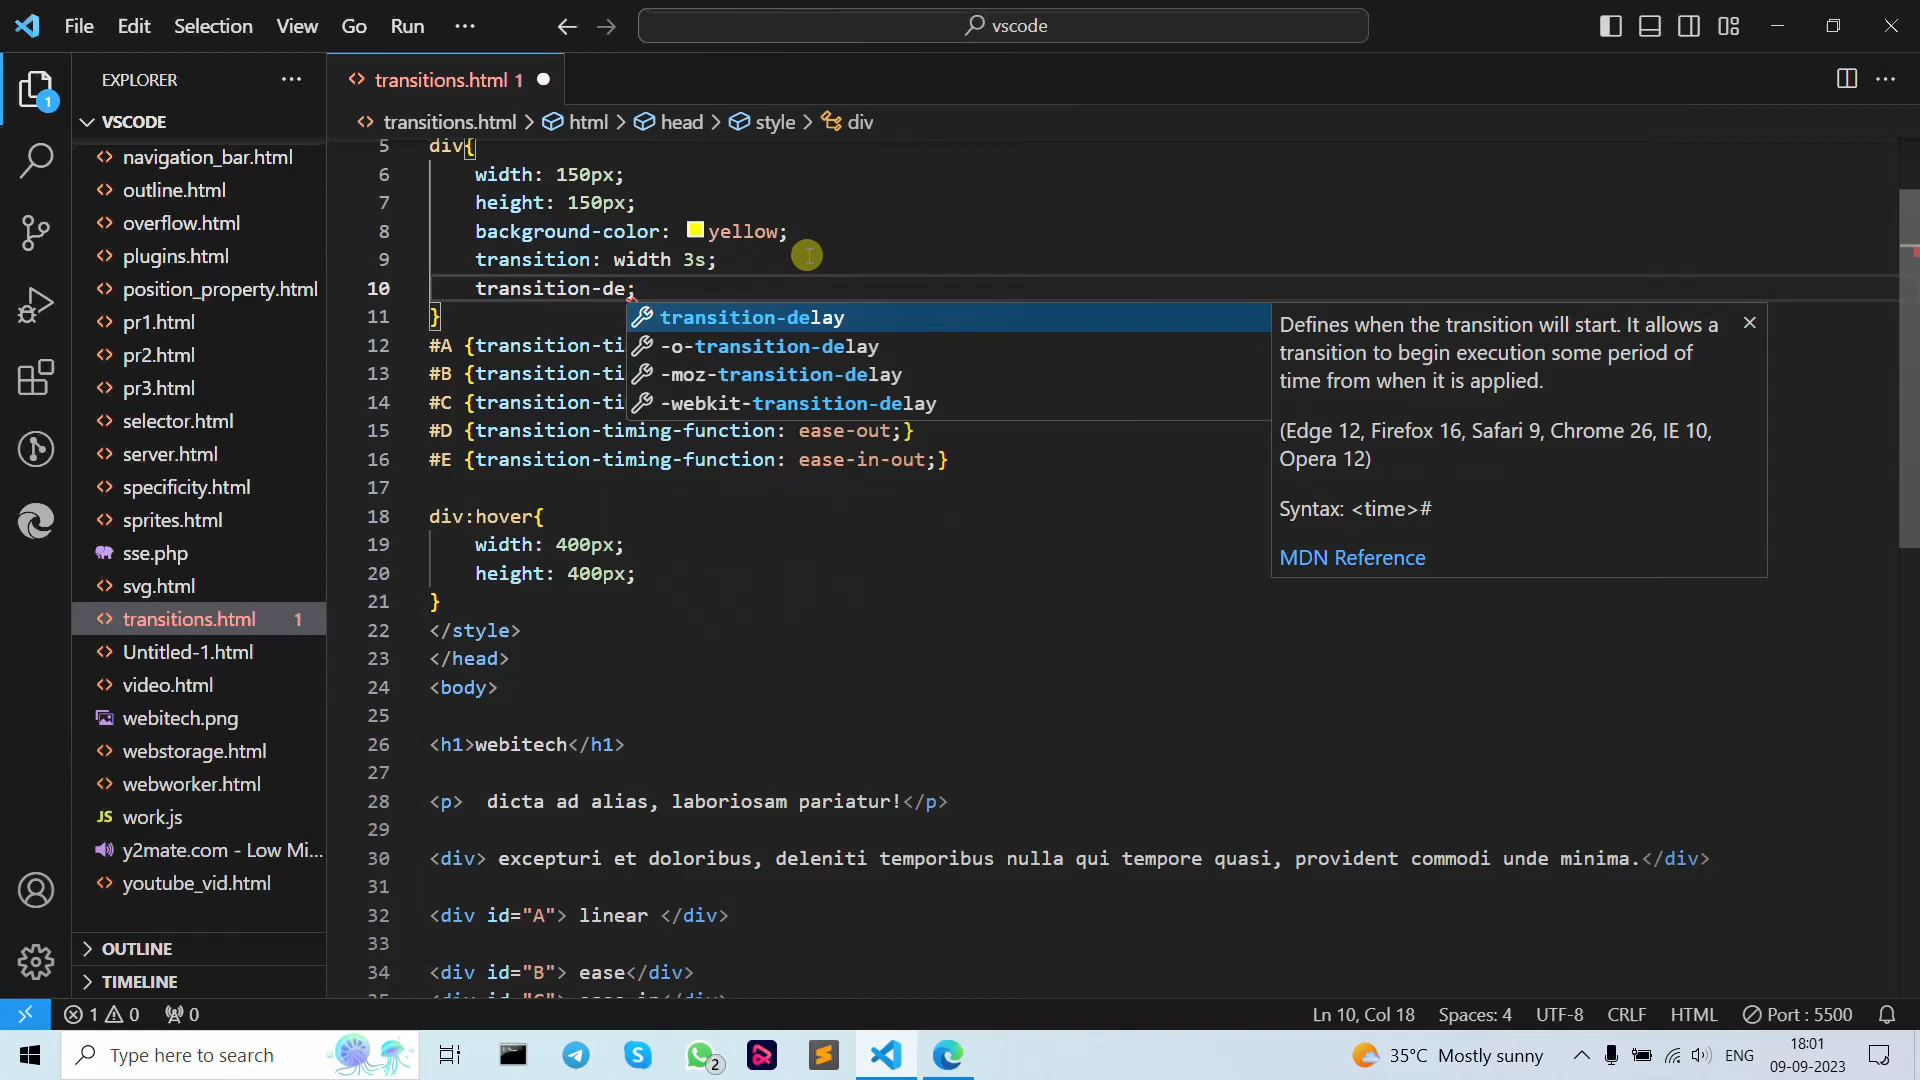 File Edit Selection View Go Run ···
vscode
EXPLORER
VSCODE
navigation_bar.html
outline.html
overflow.html
plugins.html
position_property.html
pr1.html
pr2.html
pr3.html
selector.html
server.html
specificity.html
sprites.html
sse.php
svg.html
transitions.html 1
Untitled-1.html
video.html
webitech.png
webstorage.html
webworker.html
JS work.js
y2mate.com - Low Mi...
youtube_vid.html
OUTLINE
TIMELINE
1
transitions.html 1
transitions.html > html > head > style > div
5 div{
6 width: 150px;
7 height: 150px;
8 background-color: yellow;
9 transition: width 3s;
10 transition-de;
11 }
12 #A {transition-ti
13 #B {transition-ti
14 #C {transition-ti
15 #D {transition-timing-function: ease-out;}
16 #E {transition-timing-function: ease-in-out;}
17
18 div:hover{
19 width: 400px;
20 height: 400px;
21 }
22 </style>
23 </head>
24 <body>
25
26 <h1>webitech</h1>
27
28 <p> dicta ad alias, laboriosam pariatur!</p>
29
30 <div> excepturi et doloribus, deleniti temporibus nulla qui tempore quasi, provident commodi unde minima.</div>
31
32 <div id="A"> linear </div>
33
34 <div id="B"> ease</div>
transition-delay
-o-transition-delay
-moz-transition-delay
-webkit-transition-delay
Defines when the transition will start. It allows a
transition to begin execution some period of
time from when it is applied.
(Edge 12, Firefox 16, Safari 9, Chrome 26, IE 10,
Opera 12)
Syntax: <time>#
MDN Reference
1 0 0
Ln 10, Col 18 Spaces: 4 UTF-8 CRLF HTML Port : 5500
Type here to search
2
35°C Mostly sunny
ENG
18:01
09-09-2023